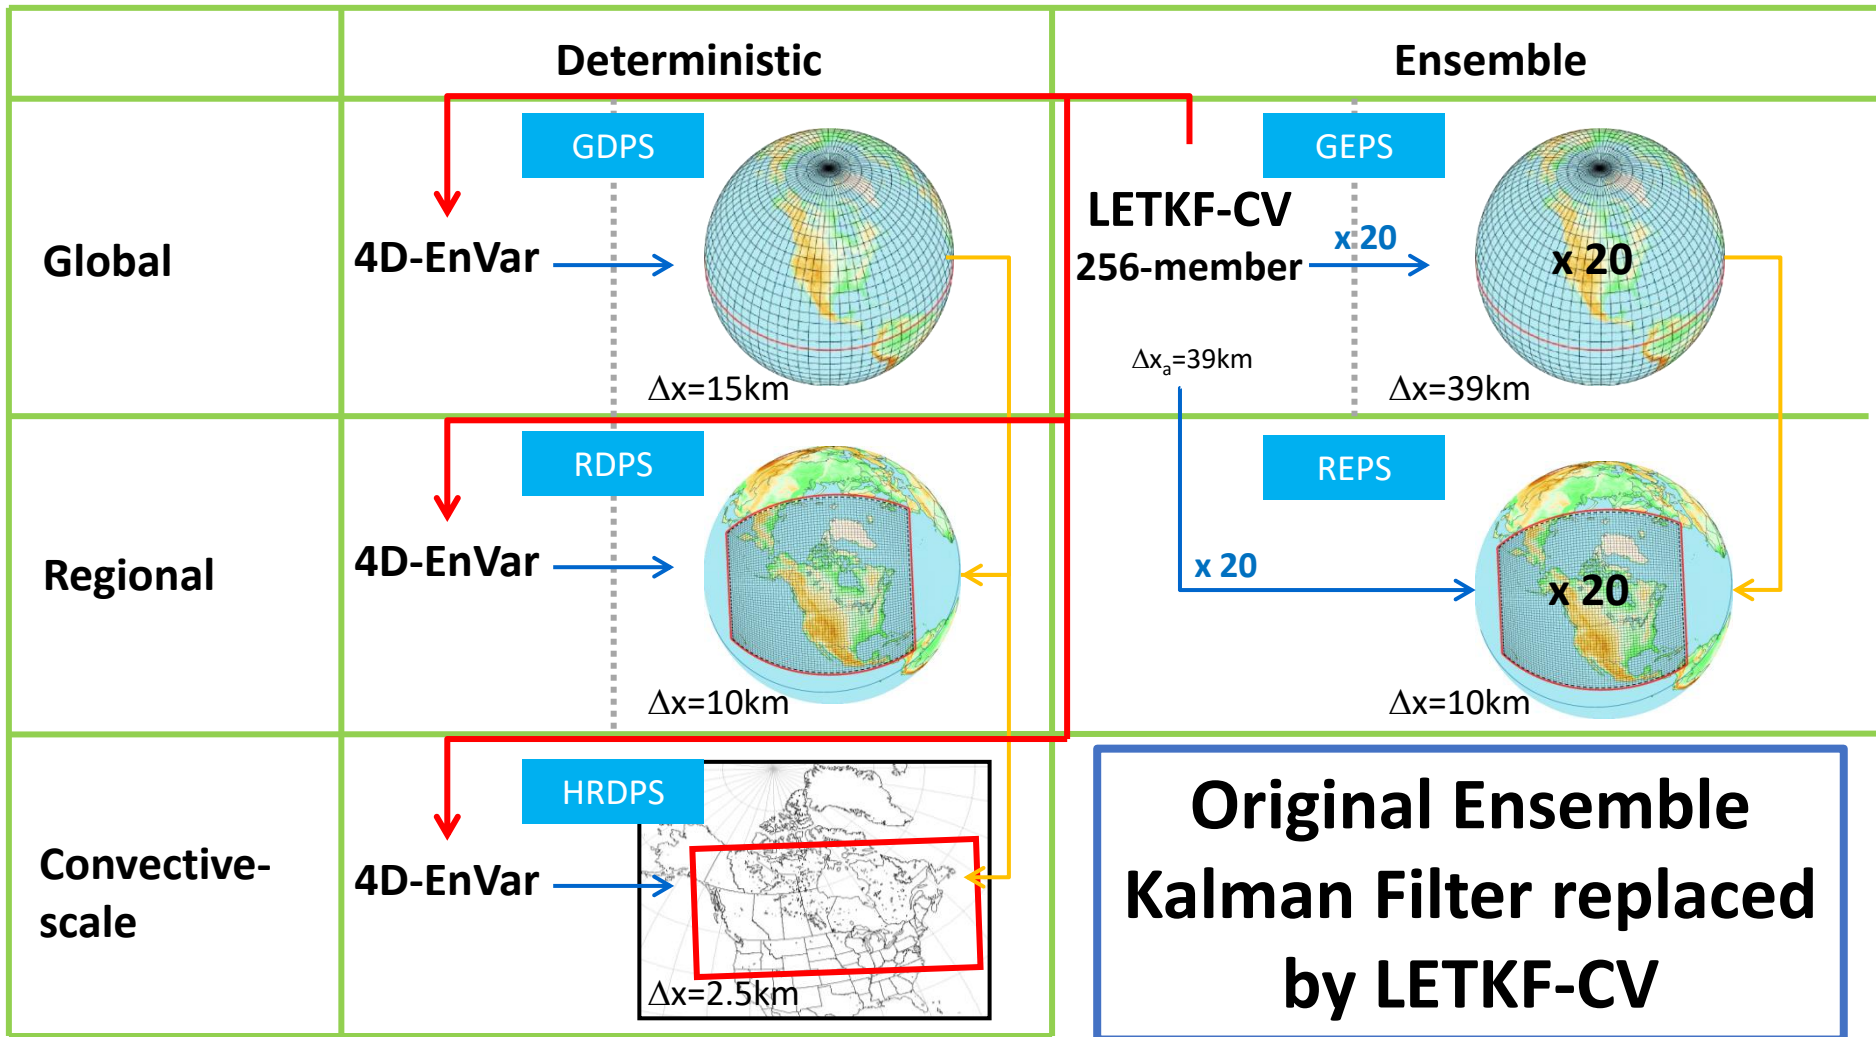 Deterministic
Ensemble
Global
GDPS
4D-EnVar
Δx=15km
GEPS
LETKF-CV
256-member
x 20
x 20
Δxₐ=39km
Δx=39km
Regional
RDPS
4D-EnVar
Δx=10km
REPS
x 20
x 20
Δx=10km
Convective-
scale
HRDPS
4D-EnVar
Δx=2.5km
Original Ensemble
Kalman Filter replaced
by LETKF-CV